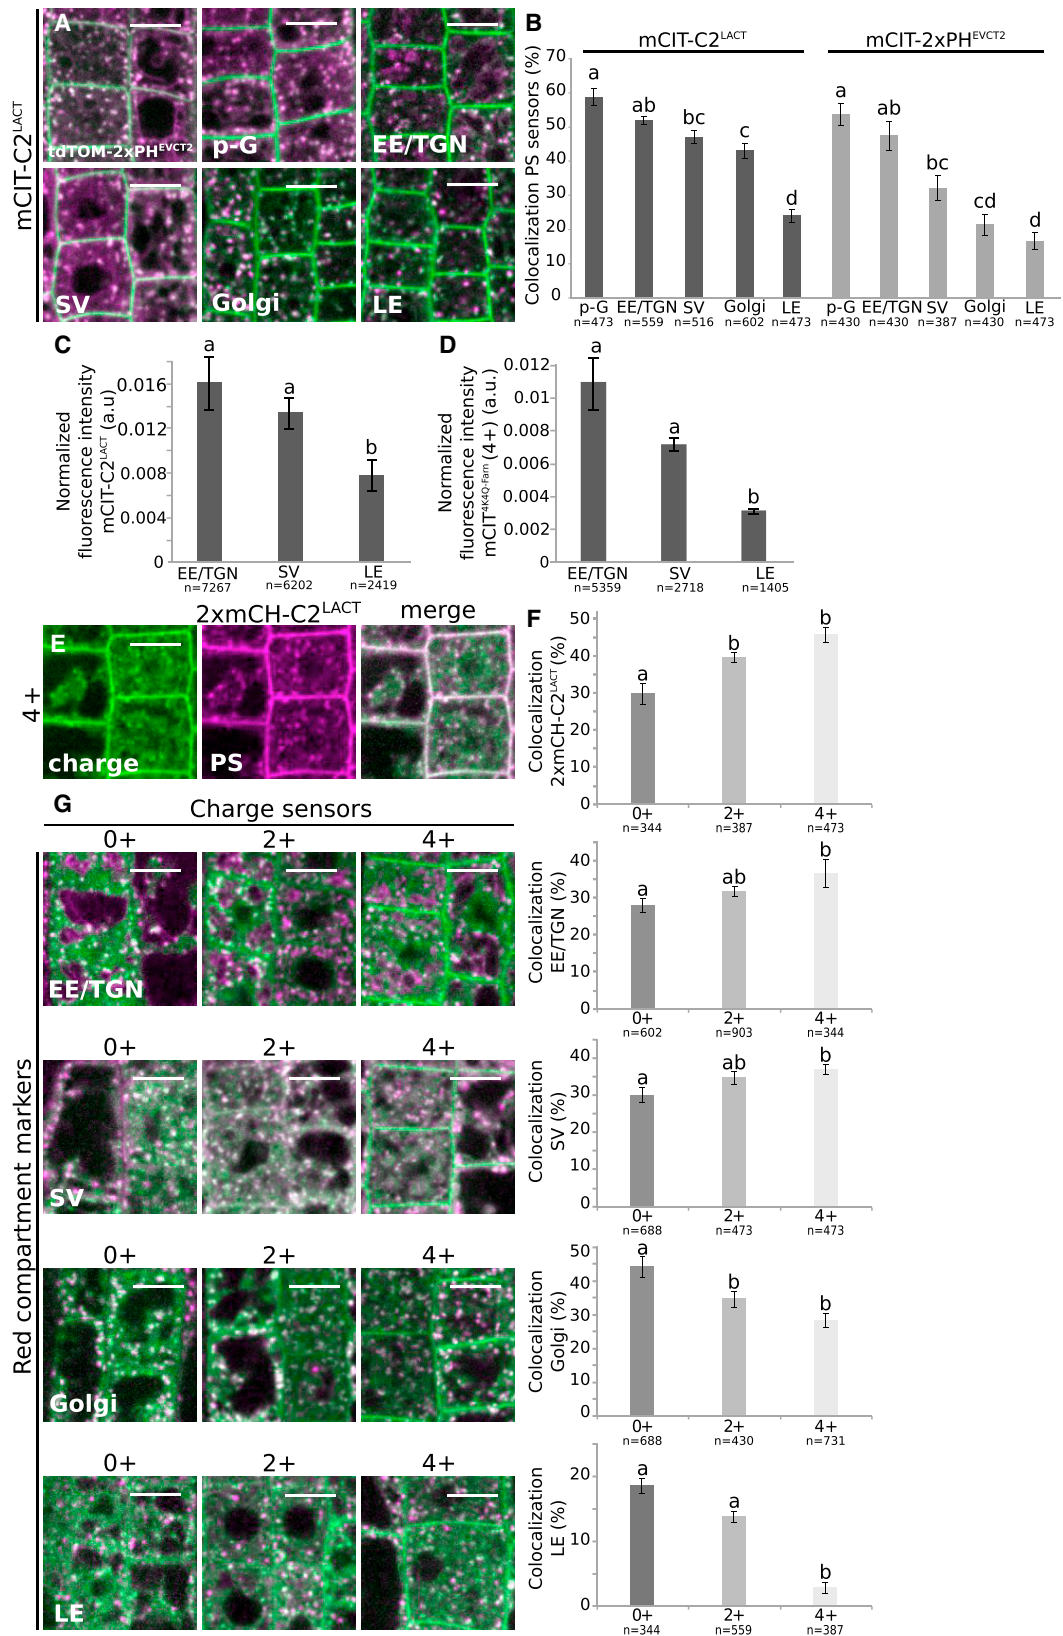 A
mCIT-C2LACT
tdTOM-2xPHEVCT2
p-G
EE/TGN
SV
Golgi
LE
B
mCIT-C2LACT
mCIT-2xPHEVCT2
Colocalization PS sensors (%)
70
60
50
40
30
20
10
0
a
ab
bc
c
d
a
ab
bc
cd
d
p-G
EE/TGN
SV
Golgi
LE
p-G
EE/TGN
SV
Golgi
LE
n=473
n=559
n=516
n=602
n=473
n=430
n=430
n=387
n=430
n=473
C
Normalized
fluorescence intensity
mCIT-C2LACT (a.u)
0.016
0.012
0.008
0.004
0
a
a
b
EE/TGN
SV
LE
n=7267
n=6202
n=2419
D
Normalized
fluorescence intensity
mCIT4K4Q-Farn (4+) (a.u.)
0.012
0.01
0.008
0.006
0.004
0.002
0
a
a
b
EE/TGN
SV
LE
n=5359
n=2718
n=1405
2xmCH-C2LACT
merge
E
4+
charge
PS
F
Colocalization
2xmCH-C2LACT (%)
50
40
30
20
10
0
a
b
b
0+
2+
4+
n=344
n=387
n=473
G
Charge sensors
Red compartment markers
0+
2+
4+
EE/TGN
Colocalization
EE/TGN (%)
40
30
20
10
0
a
ab
b
0+
2+
4+
n=602
n=903
n=344
0+
2+
4+
SV
Colocalization
SV (%)
40
30
20
10
0
a
ab
b
0+
2+
4+
n=688
n=473
n=473
0+
2+
4+
Golgi
Colocalization
Golgi (%)
50
40
30
20
10
0
a
b
b
0+
2+
4+
n=688
n=430
n=731
0+
2+
4+
LE
Colocalization
LE (%)
20
10
0
a
a
b
0+
2+
4+
n=344
n=559
n=387